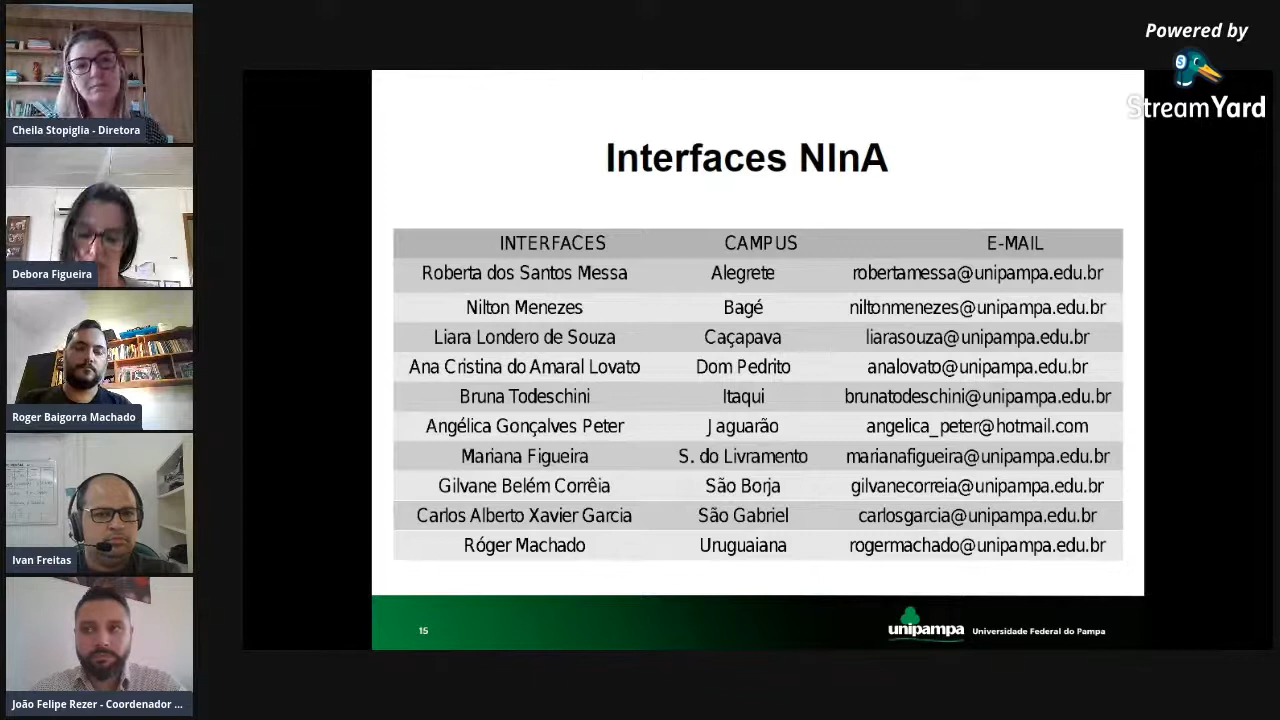 Powered by
StreamYard
Cheila Stopiglia - Diretora
Debora Figueira
Roger Baigorra Machado
Ivan Freitas
João Felipe Rezer - Coordenador ...
Interfaces NInA
INTERFACES CAMPUS E-MAIL
Roberta dos Santos Messa Alegrete robertamessa@unipampa.edu.br
Nilton Menezes Bagé niltonmenezes@unipampa.edu.br
Liara Londero de Souza Caçapava liarasouza@unipampa.edu.br
Ana Cristina do Amaral Lovato Dom Pedrito analovato@unipampa.edu.br
Bruna Todeschini Itaqui brunatodeschini@unipampa.edu.br
Angélica Gonçalves Peter Jaguarão angelica_peter@hotmail.com
Mariana Figueira S. do Livramento marianafigueira@unipampa.edu.br
Gilvane Belém Corrêia São Borja gilvanecorreia@unipampa.edu.br
Carlos Alberto Xavier Garcia São Gabriel carlosgarcia@unipampa.edu.br
Róger Machado Uruguaiana rogermachado@unipampa.edu.br
15
unipampa Universidade Federal do Pampa